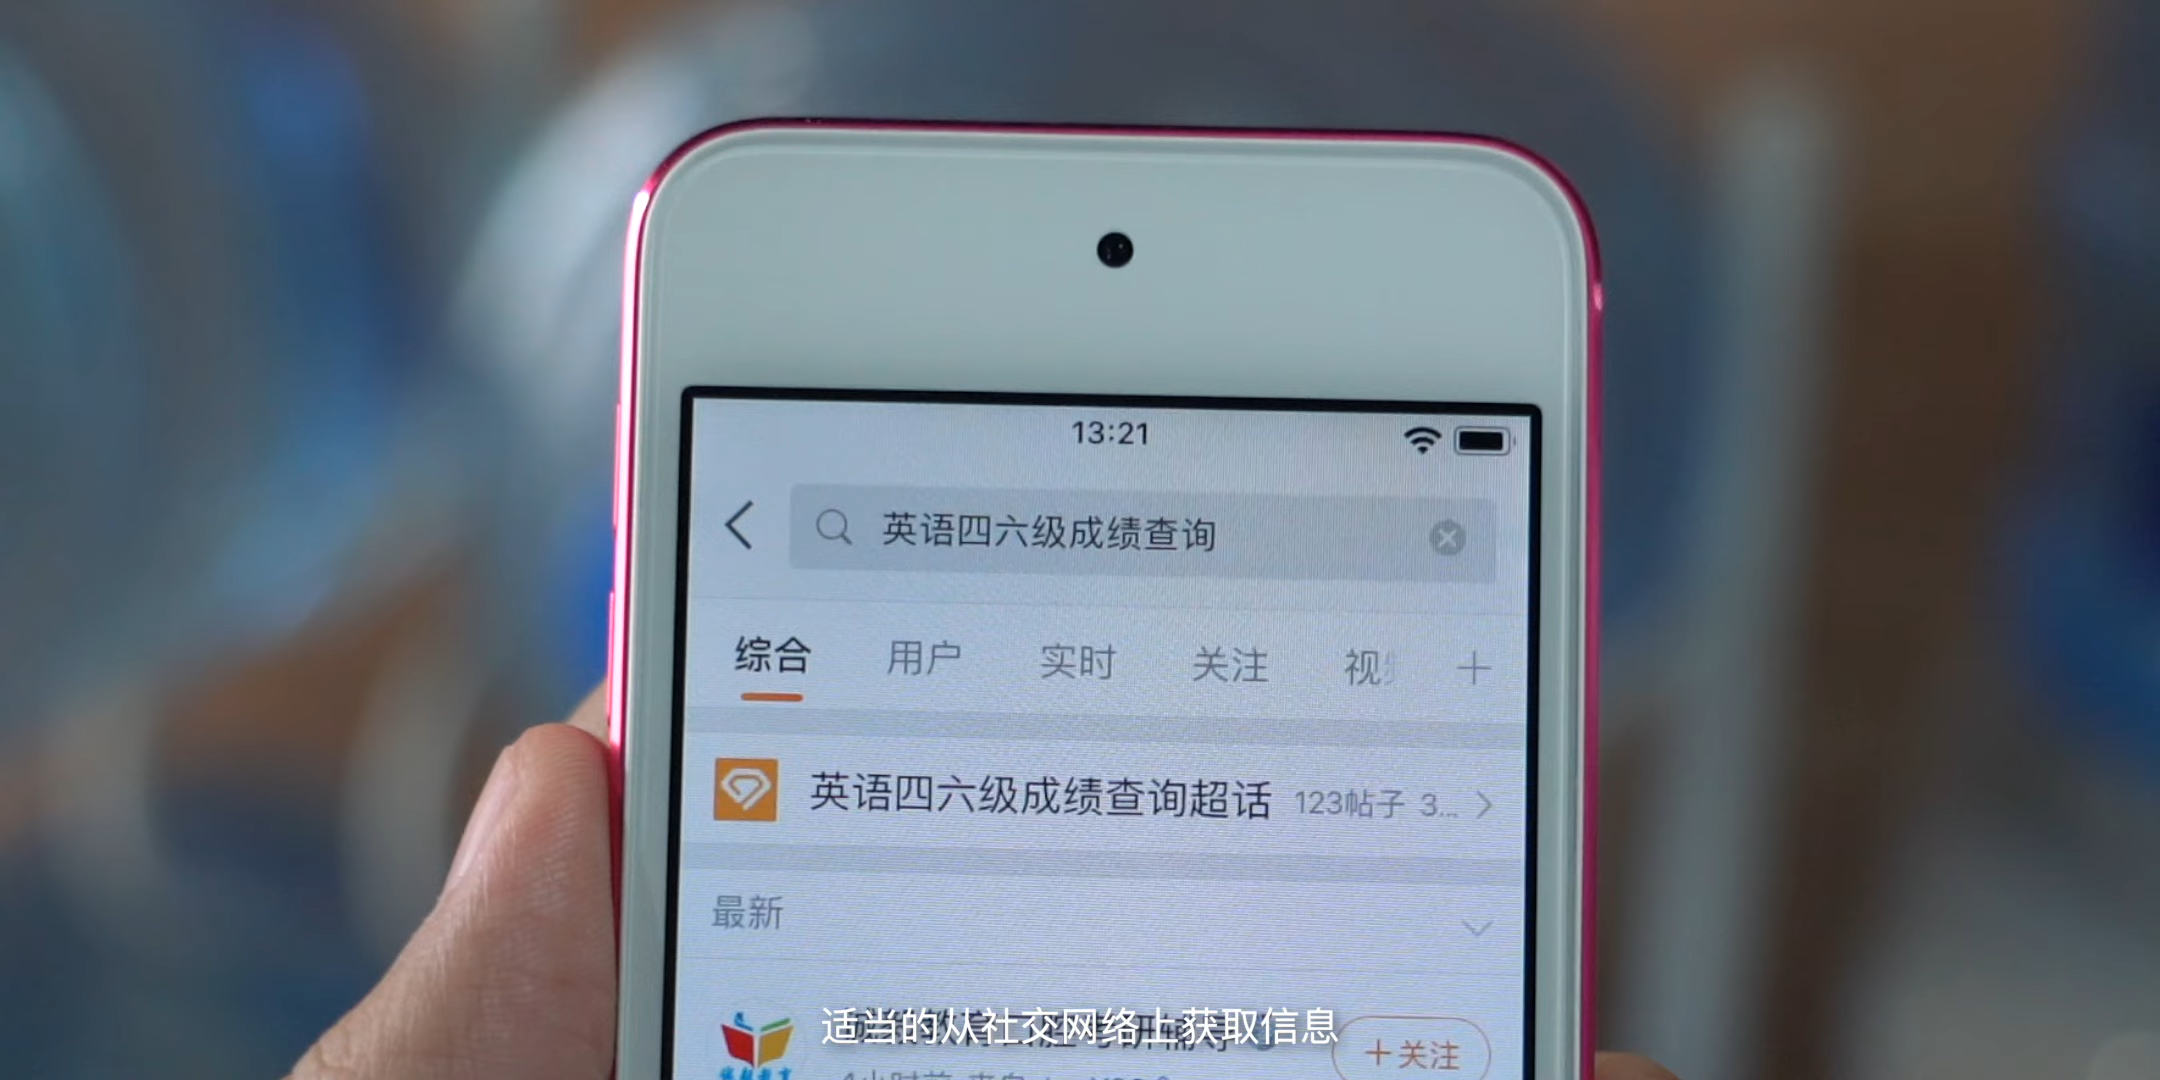 13:21
英语四六级成绩查询
综合 用户 实时 关注 视
英语四六级成绩查询超话 123帖子 3...
最新
适当的从社交网络上获取信息
+关注